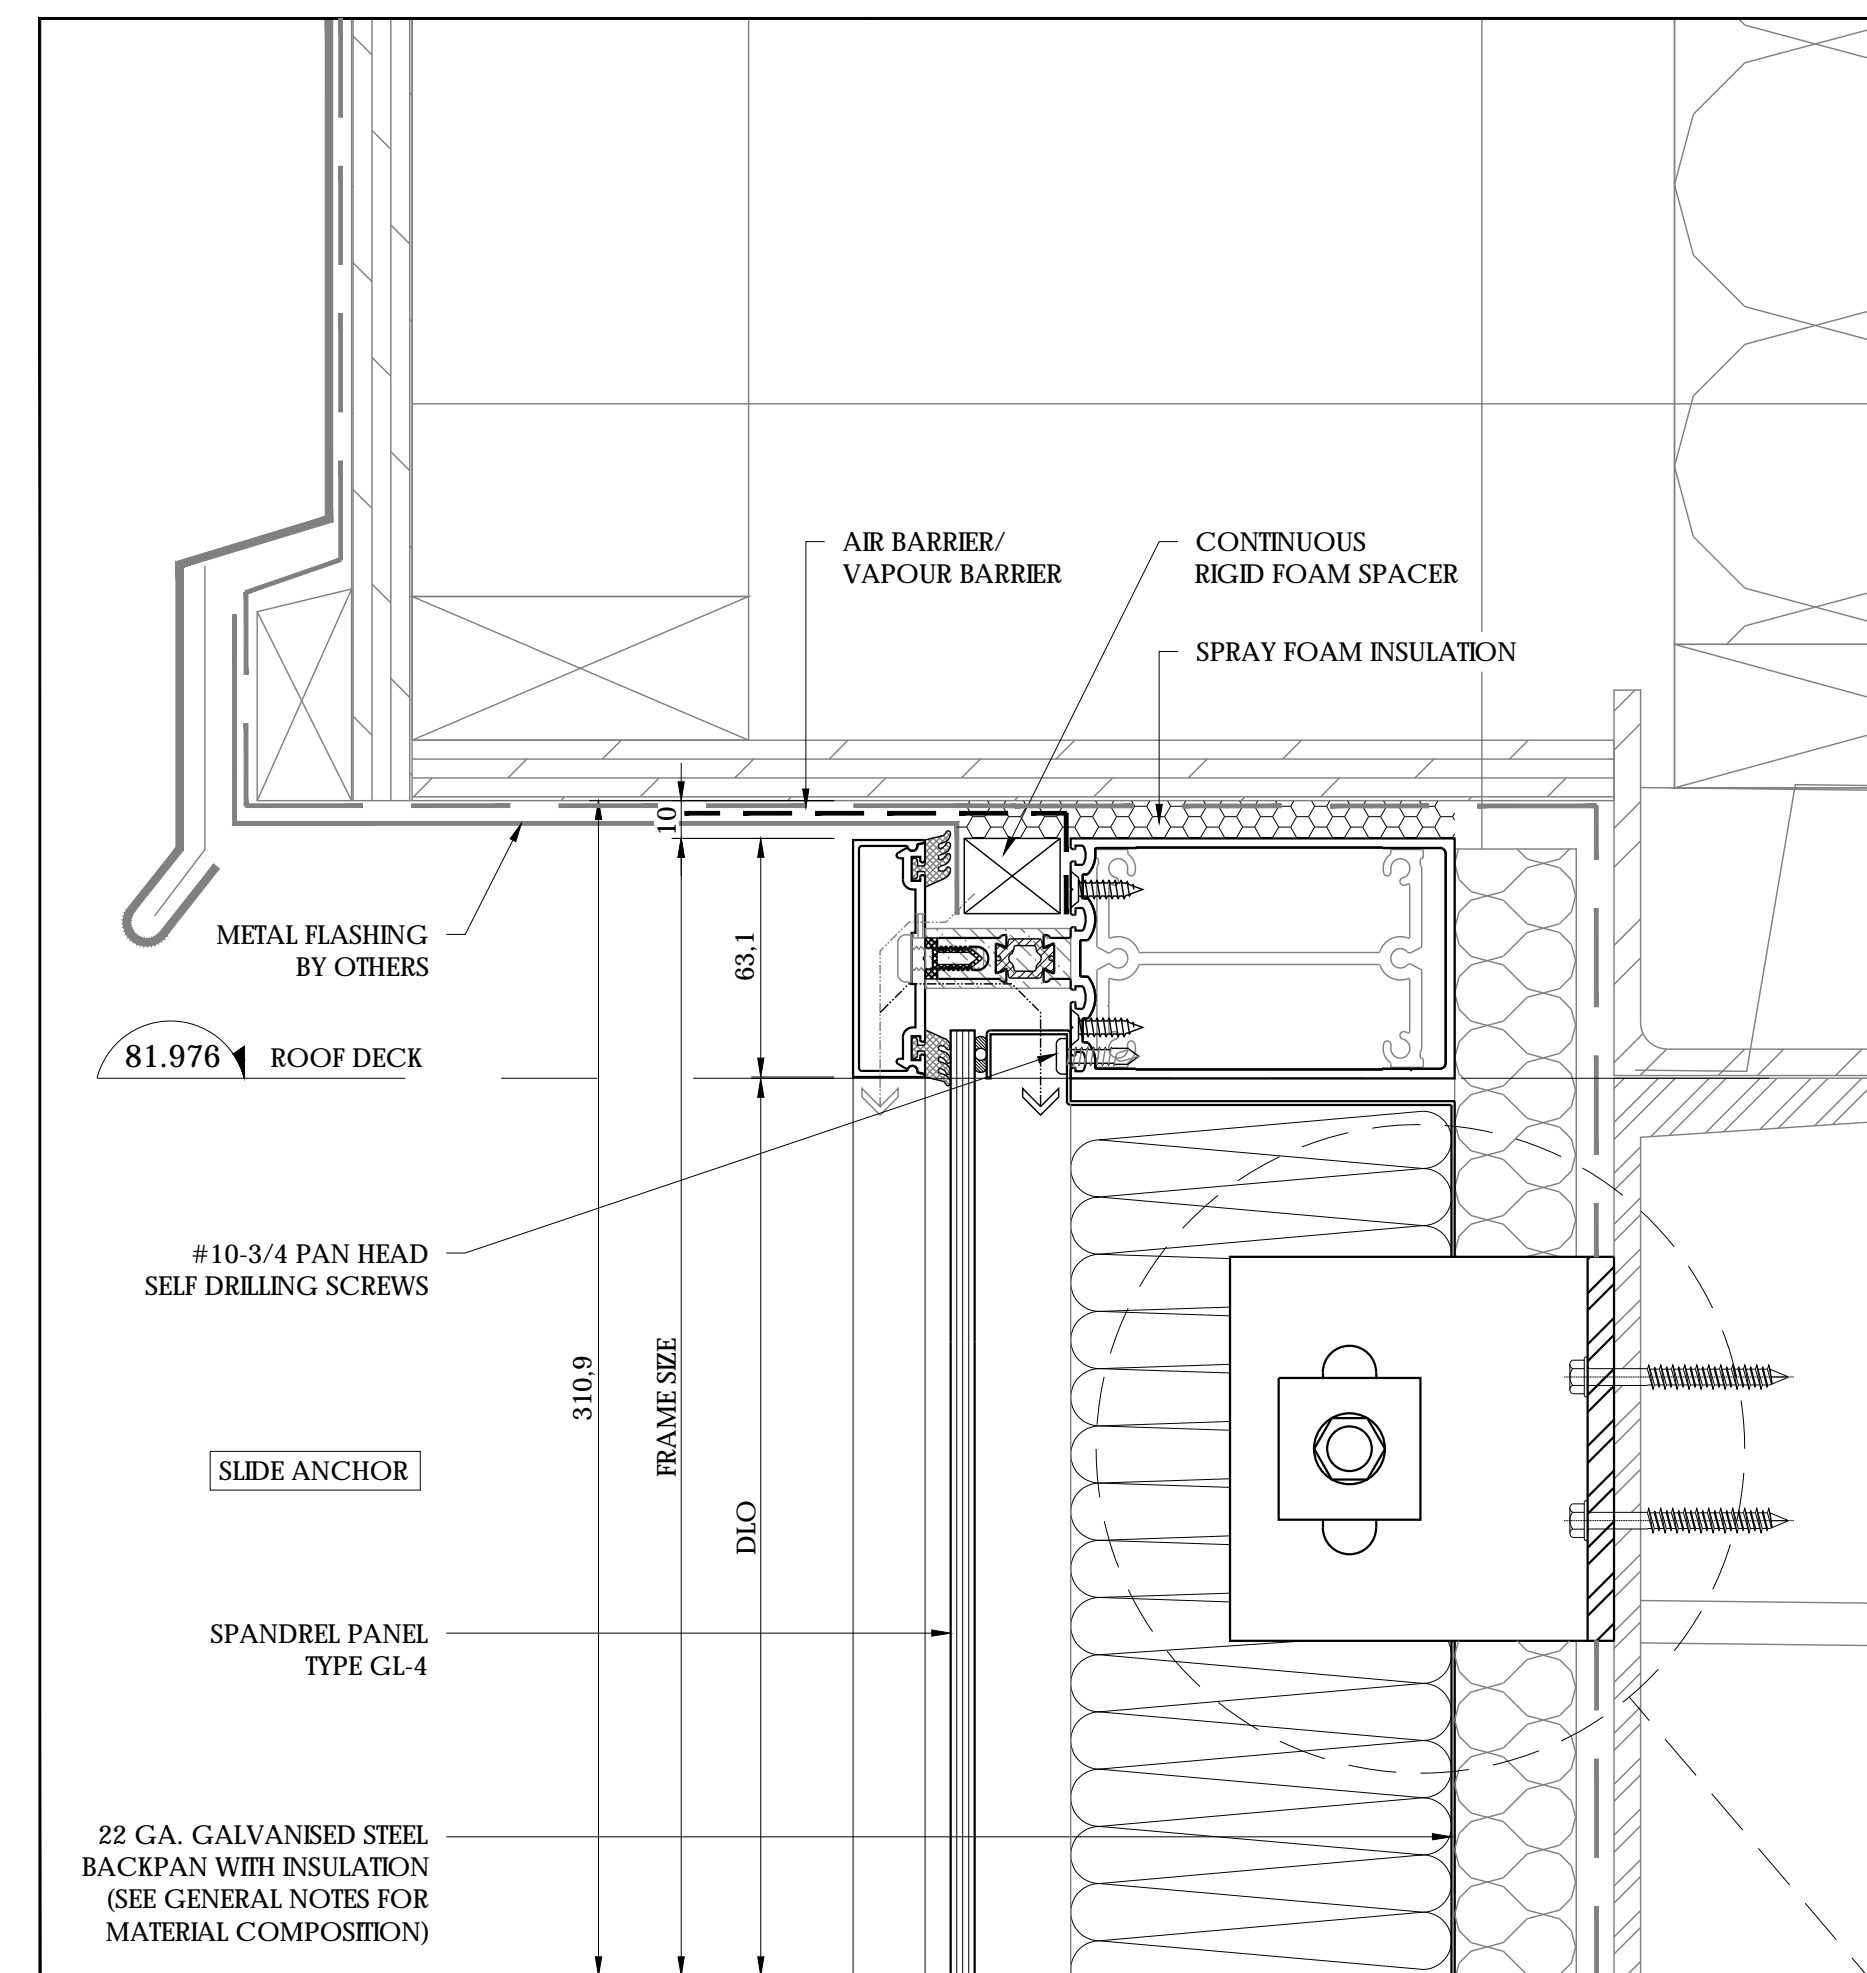 AIR BARRIER/
VAPOUR BARRIER
CONTINUOUS
RIGID FOAM SPACER
SPRAY FOAM INSULATION
10
METAL FLASHING
BY OTHERS
63,1
81.976 ROOF DECK
#10-3/4 PAN HEAD
SELF DRILLING SCREWS
310,9
FRAME SIZE
DLO
SLIDE ANCHOR
SPANDREL PANEL
TYPE GL-4
22 GA. GALVANISED STEEL
BACKPAN WITH INSULATION
(SEE GENERAL NOTES FOR
MATERIAL COMPOSITION)